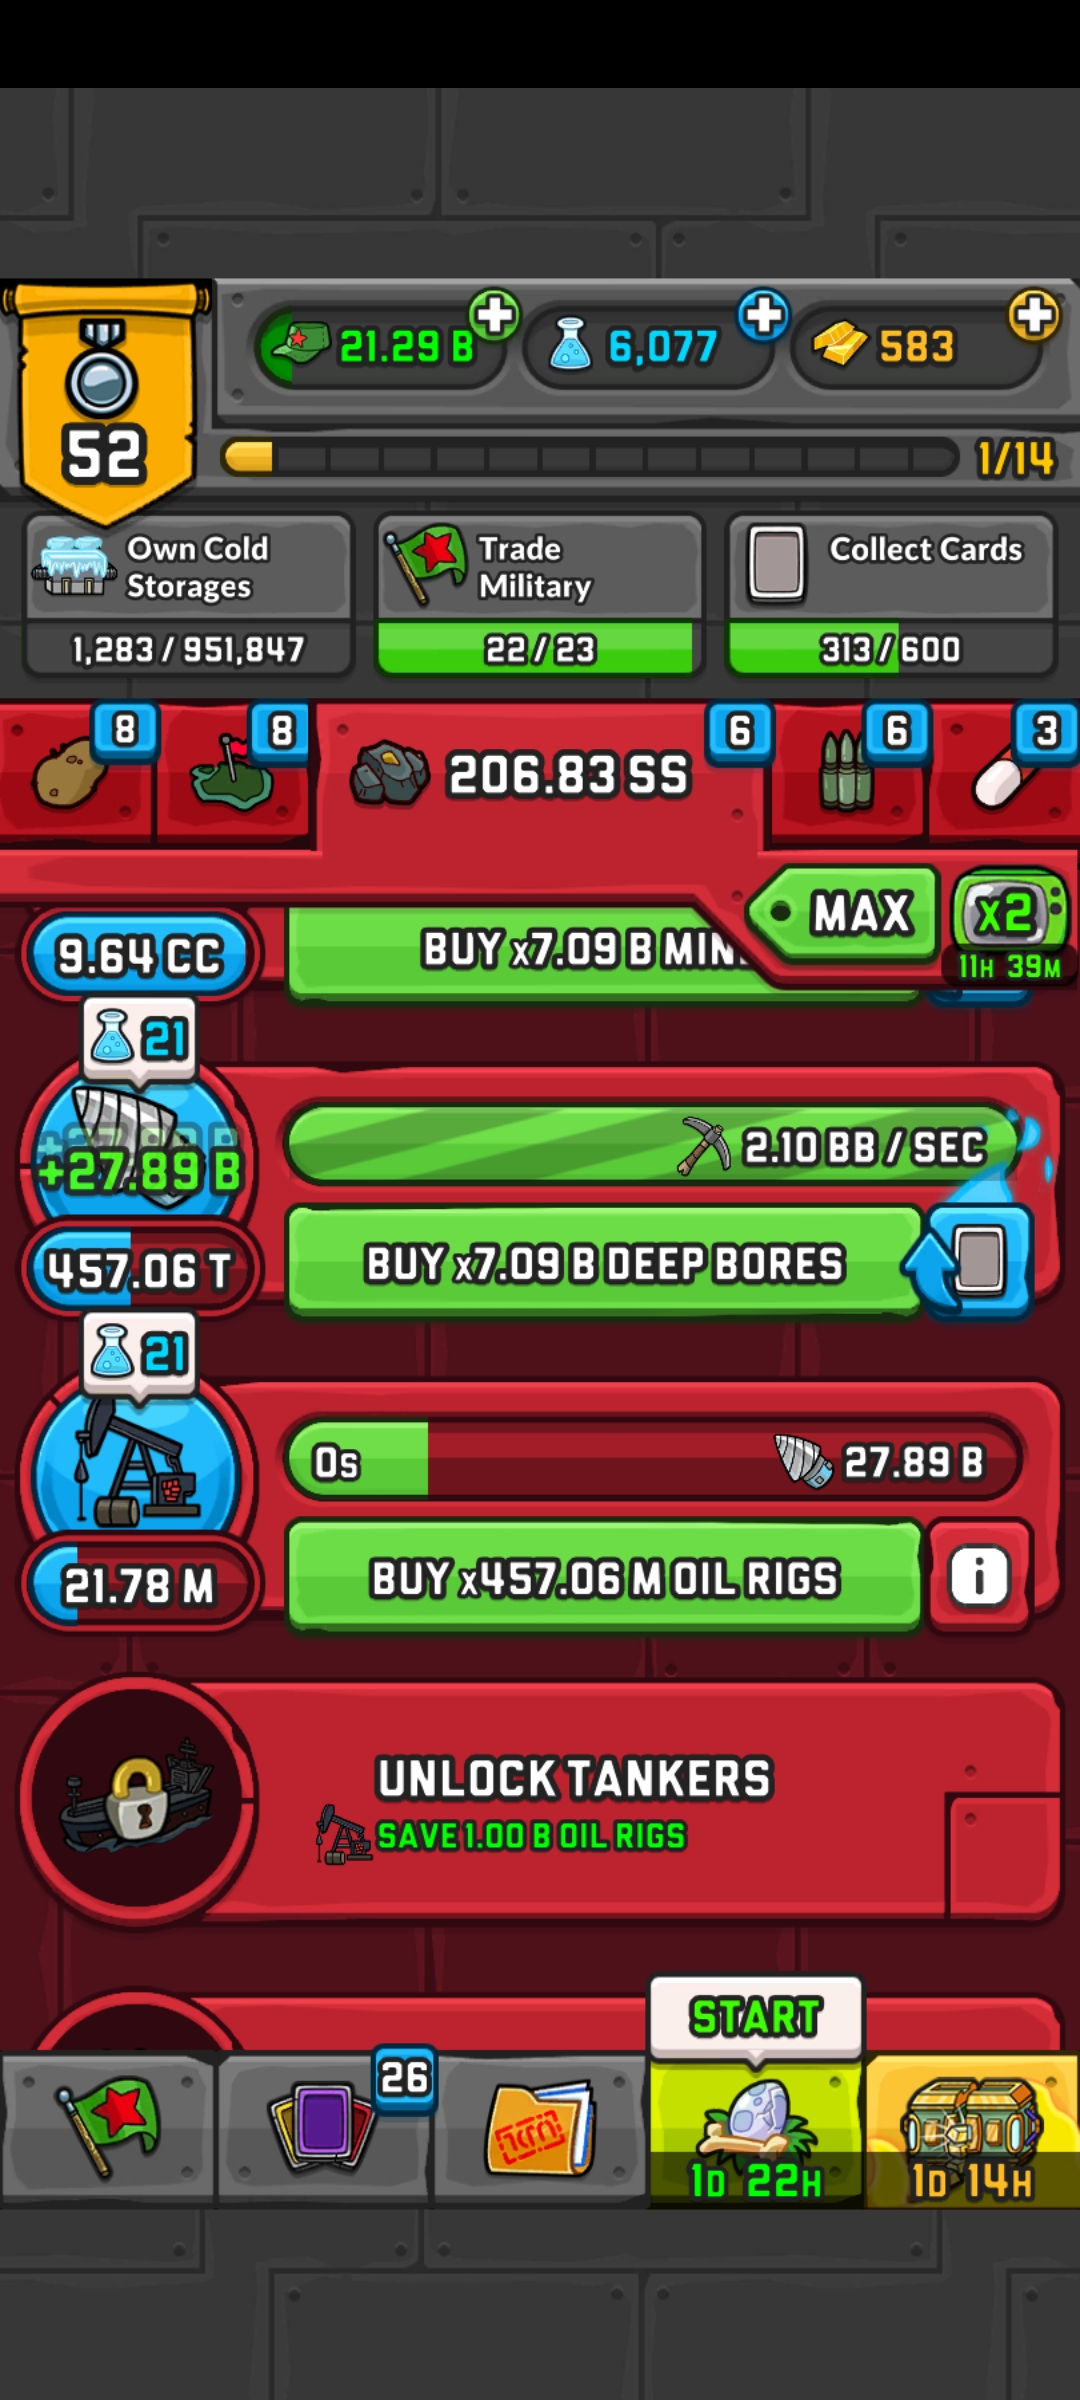 21.29 B
6,077
583
52
1/14
Own Cold
Storages
1,283 / 951,847
Trade
Military
22 / 23
Collect Cards
313 / 600
8
8
206.83 SS
6
6
3
MAX
x2
11H 39M
9.64 CC
BUY x7.09 B MIN
21
+27.89 B
2.10 BB / SEC
457.06 T
BUY x7.09 B DEEP BORES
21
0s
27.89 B
21.78 M
BUY x457.06 M OIL RIGS
i
UNLOCK TANKERS
SAVE 1.00 B OIL RIGS
START
26
1D 22H
1D 14H